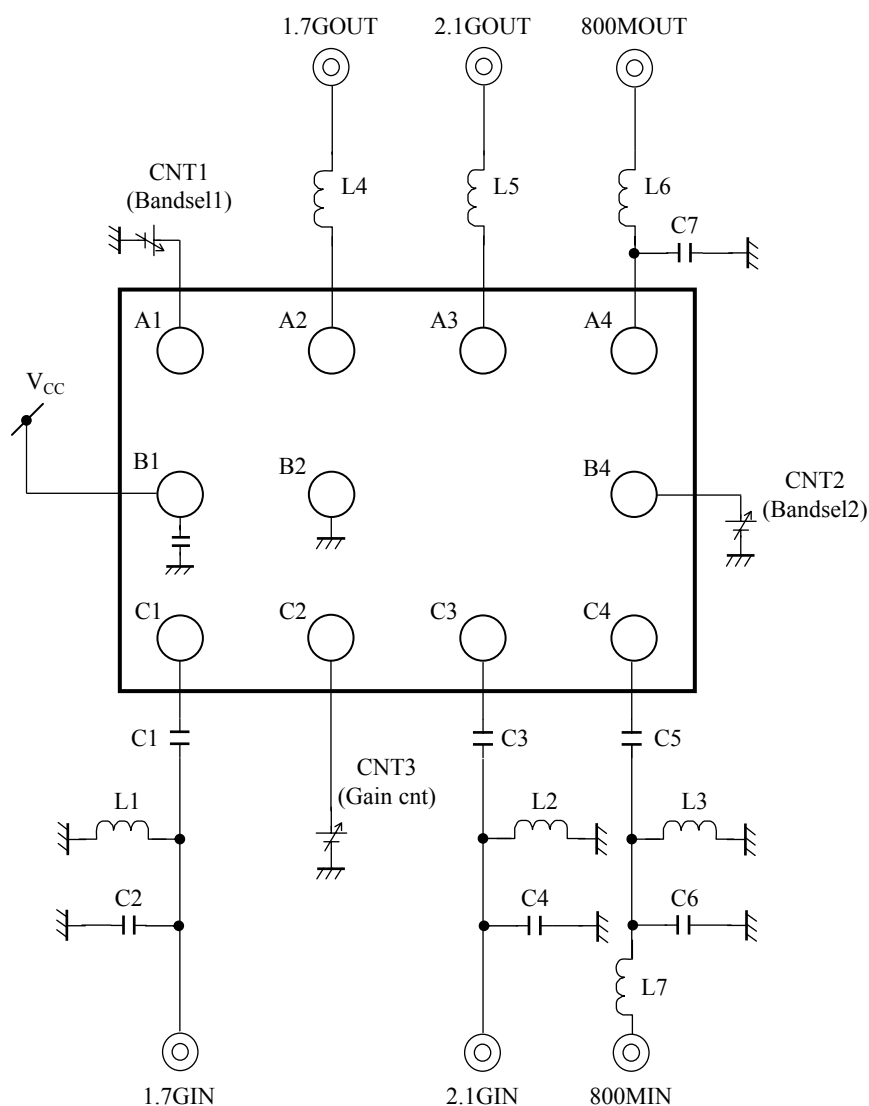 1.7GOUT 2.1GOUT 800MOUT
CNT1
(Bandsel1)
L4 L5 L6
C7
A1 A2 A3 A4
VCC
B1 B2 B4
CNT2
(Bandsel2)
C1 C2 C3 C4
C1 C3 C5
CNT3
(Gain cnt)
L1 L2 L3
C2 C4 C6
L7
1.7GIN 2.1GIN 800MIN